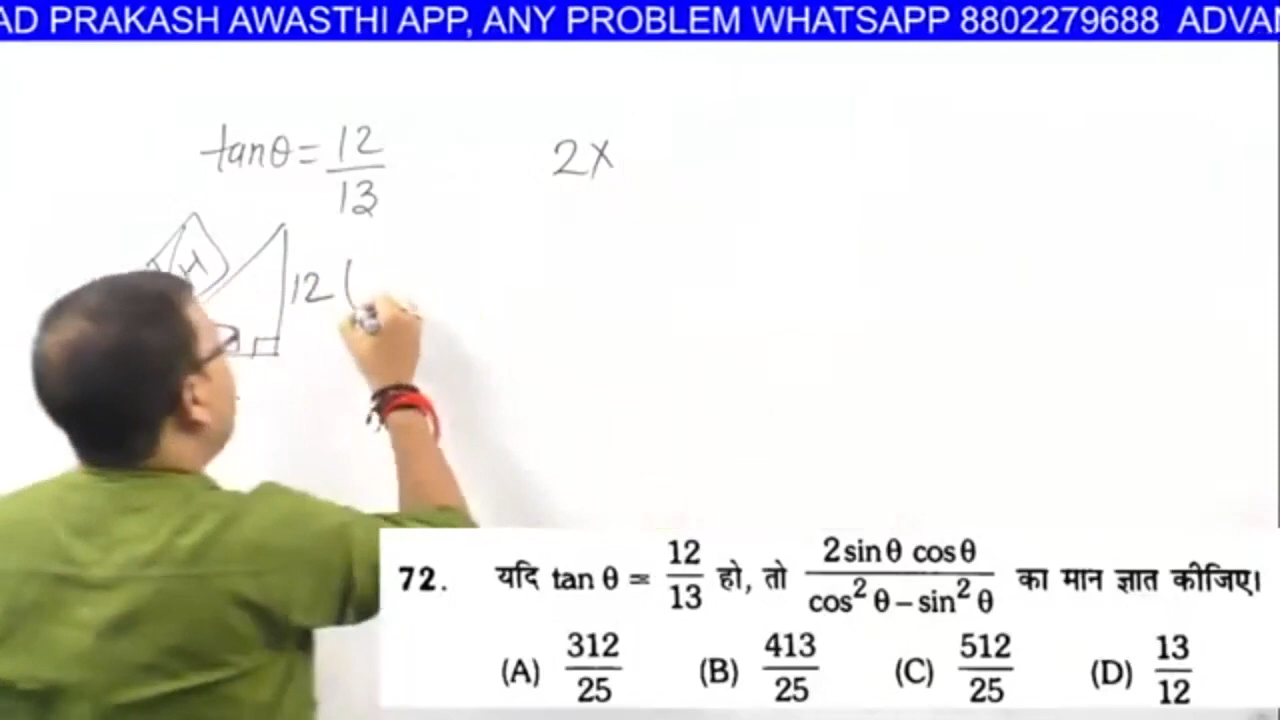 AD PRAKASH AWASTHI APP, ANY PROBLEM WHATSAPP 8802279688 ADVA
tanθ = 12/13
2x
H
12 (
72. यदि tan θ = 12/13 हो, तो 2 sin θ cos θ / cos² θ – sin² θ का मान ज्ञात कीजिए।
(A) 312/25 (B) 413/25 (C) 512/25 (D) 13/12